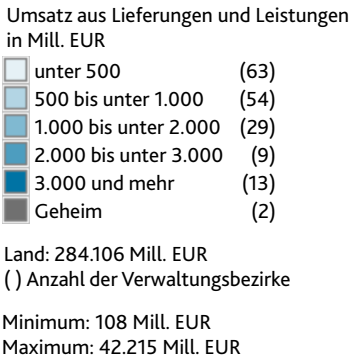 Umsatz aus Lieferungen und Leistungen
in Mill. EUR
unter 500 (63)
500 bis unter 1.000 (54)
1.000 bis unter 2.000 (29)
2.000 bis unter 3.000 (9)
3.000 und mehr (13)
Geheim (2)
Land: 284.106 Mill. EUR
( ) Anzahl der Verwaltungsbezirke
Minimum: 108 Mill. EUR
Maximum: 42.215 Mill. EUR